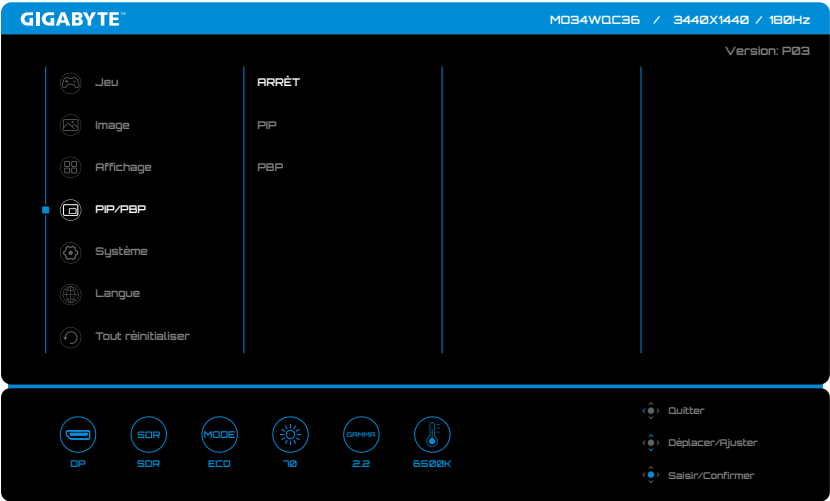 GIGABYTE™
MO34WQC36 / 3440X1440 / 180Hz
Version: P03
Jeu
ARRÊT
Image
PIP
Affichage
PBP
PIP/PBP
Système
Langue
Tout réinitialiser
Quitter
SDR
MODE
GAMMA
Déplacer/Ajuster
DP
SDR
ECO
70
2.2
6500K
Saisir/Confirmer